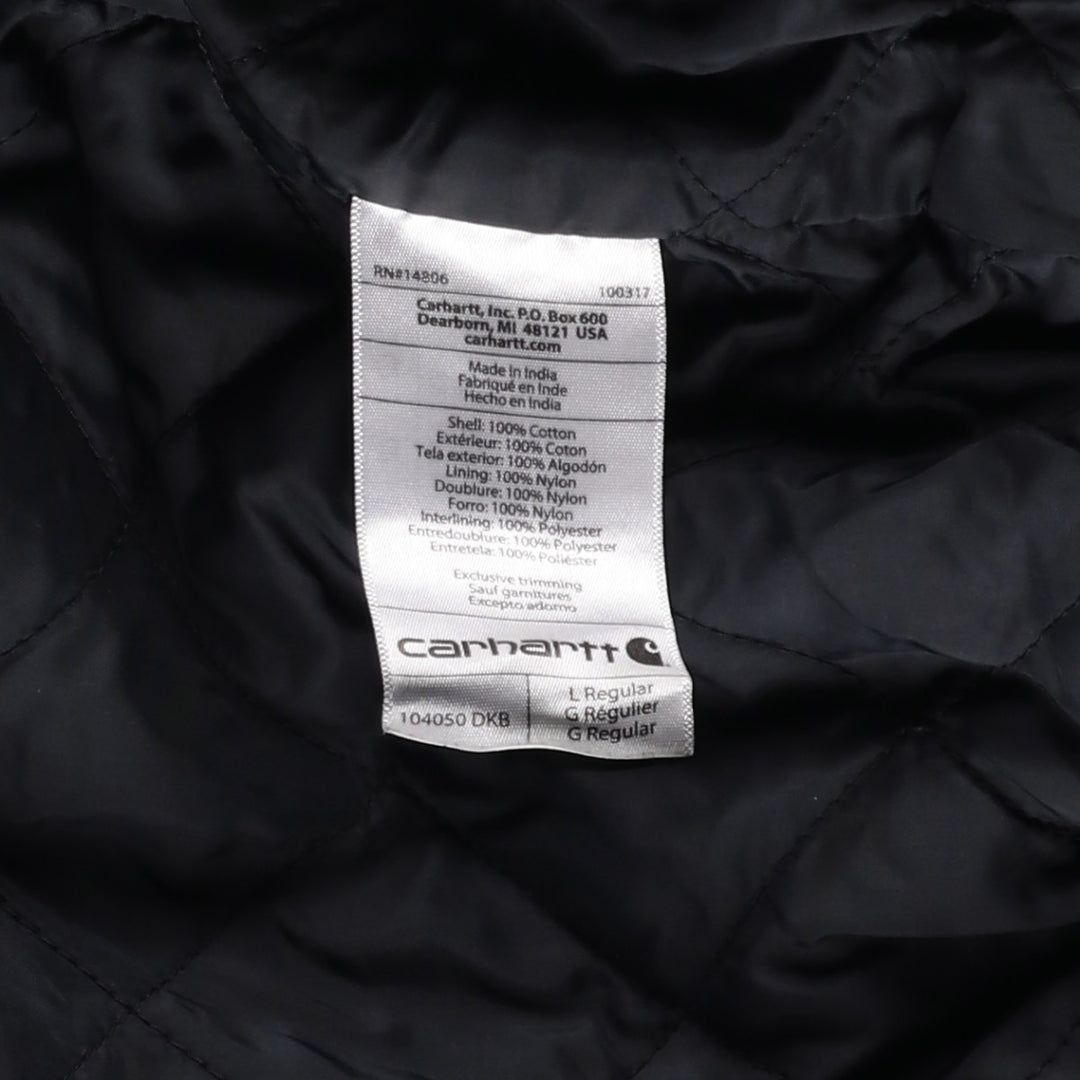 RN#14806 100317
Carhartt, Inc. P.O. Box 600
Dearborn, MI 48121 USA
carhartt.com
Made in India
Fabriqué en Inde
Hecho en India
Shell: 100% Cotton
Extérieur: 100% Coton
Tela exterior: 100% Algodón
Lining: 100% Nylon
Doublure: 100% Nylon
Forro: 100% Nylon
Interlining: 100% Polyester
Entredoublure: 100% Polyester
Entretela: 100% Poliéster
Exclusive trimming
Sauf garnitures
Excepto adorno
carhartt
104050 DKB
L Regular
G Régulier
G Regular